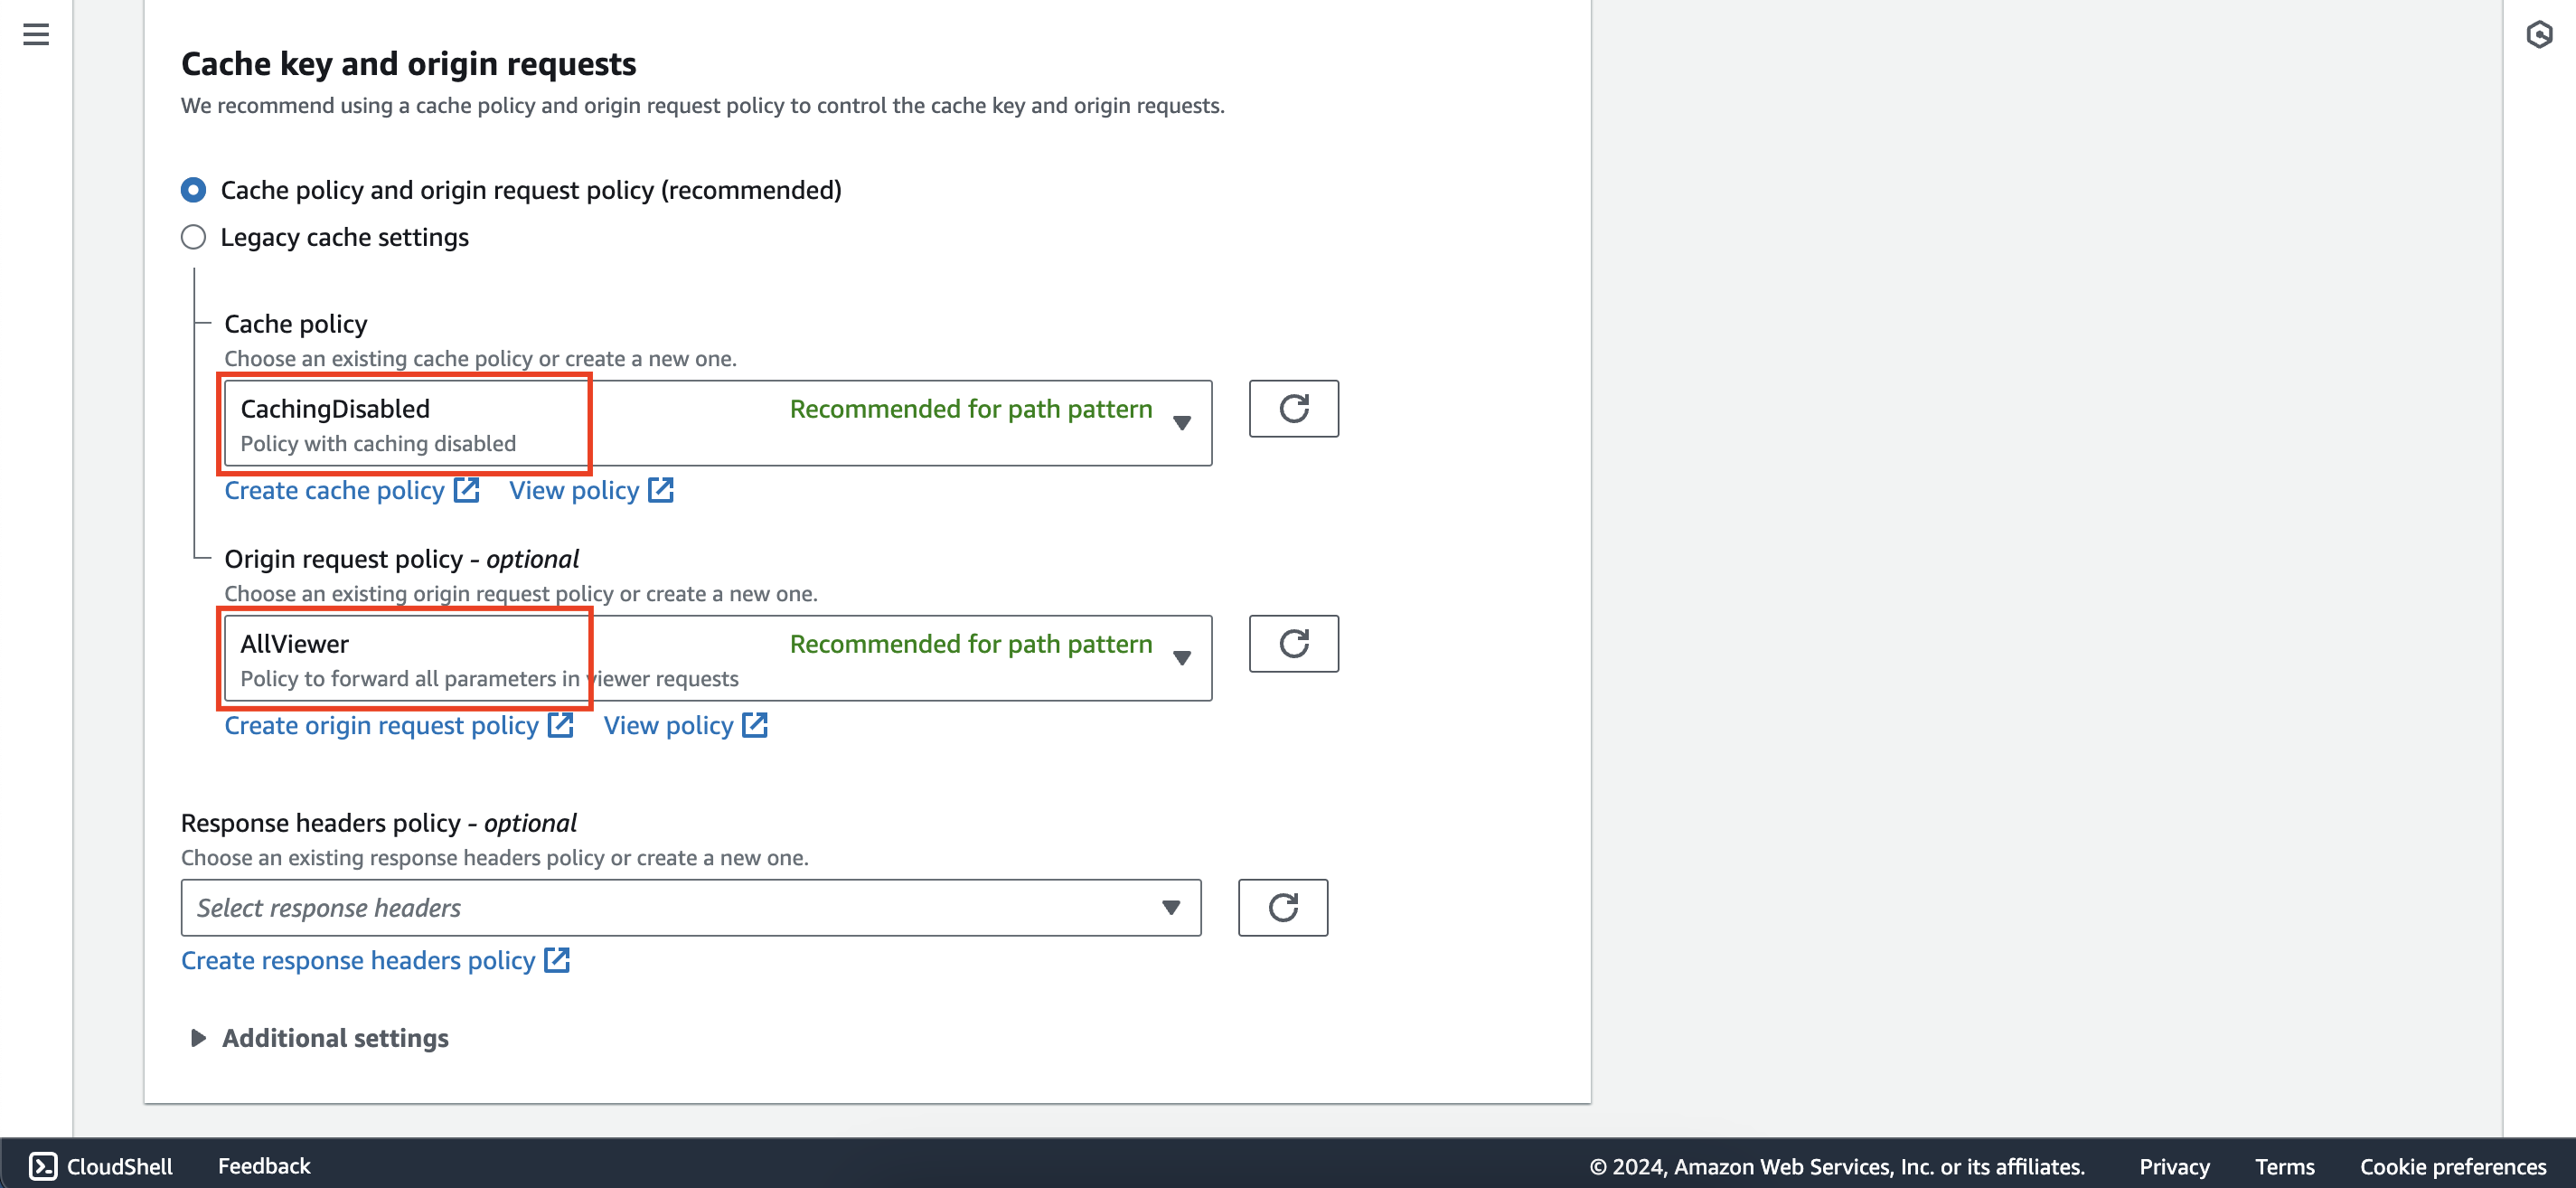 Cache key and origin requests
We recommend using a cache policy and origin request policy to control the cache key and origin requests.
Cache policy and origin request policy (recommended)
Legacy cache settings
Cache policy
Choose an existing cache policy or create a new one.
CachingDisabled Recommended for path pattern
Policy with caching disabled
Create cache policy View policy
Origin request policy - optional
Choose an existing origin request policy or create a new one.
AllViewer Recommended for path pattern
Policy to forward all parameters in viewer requests
Create origin request policy View policy
Response headers policy - optional
Choose an existing response headers policy or create a new one.
Select response headers
Create response headers policy
Additional settings
CloudShell Feedback © 2024, Amazon Web Services, Inc. or its affiliates. Privacy Terms Cookie preferences